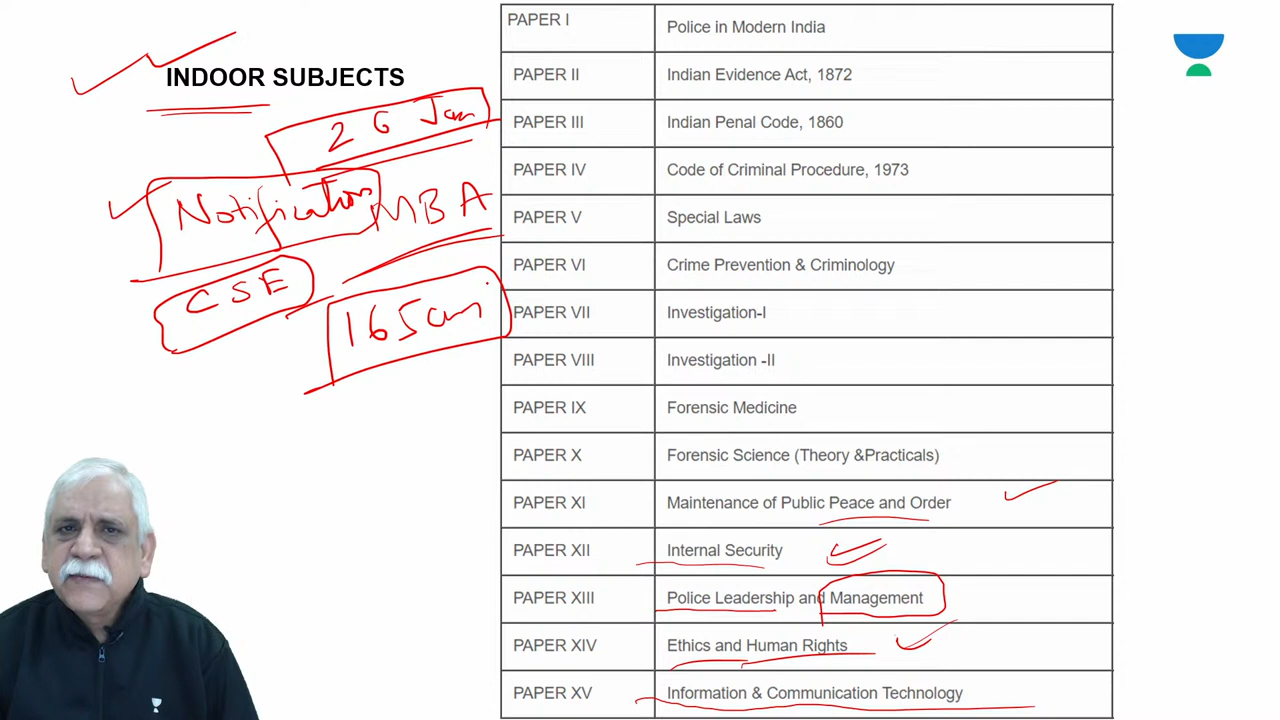 INDOOR SUBJECTS
26 Jan
Notification MBA
CSE
165cm
PAPER I Police in Modern India
PAPER II Indian Evidence Act, 1872
PAPER III Indian Penal Code, 1860
PAPER IV Code of Criminal Procedure, 1973
PAPER V Special Laws
PAPER VI Crime Prevention & Criminology
PAPER VII Investigation-I
PAPER VIII Investigation -II
PAPER IX Forensic Medicine
PAPER X Forensic Science (Theory &Practicals)
PAPER XI Maintenance of Public Peace and Order
PAPER XII Internal Security
PAPER XIII Police Leadership and Management
PAPER XIV Ethics and Human Rights
PAPER XV Information & Communication Technology